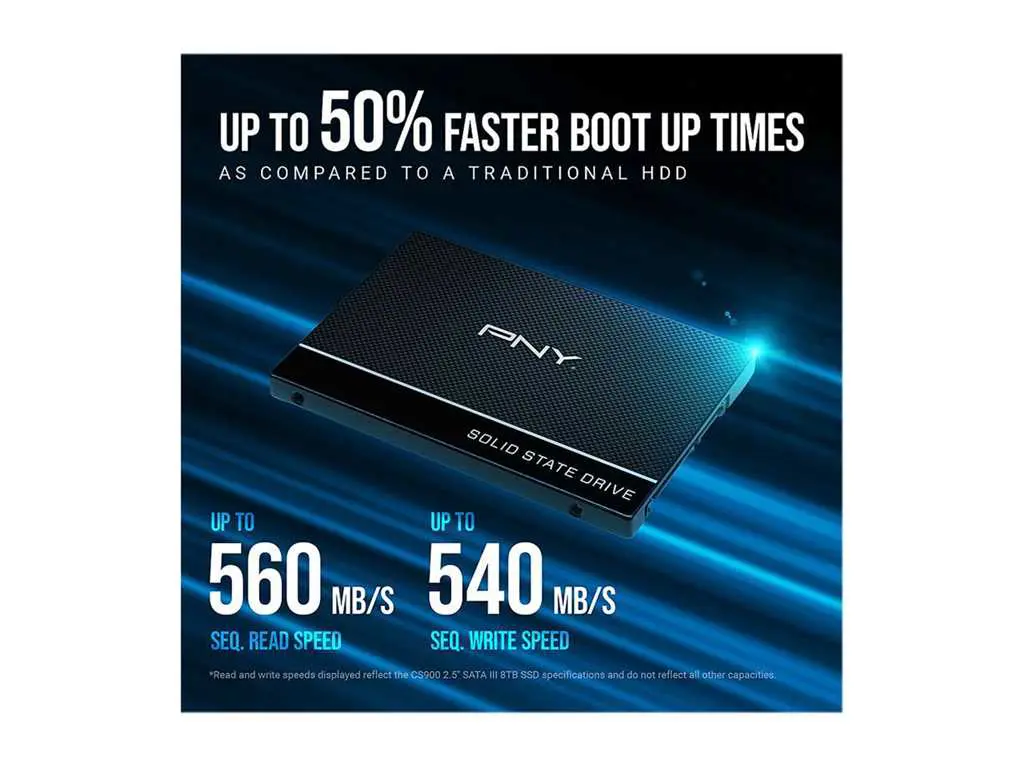 UP TO 50% FASTER BOOT UP TIMES
AS COMPARED TO A TRADITIONAL HDD
PNY
SOLID STATE DRIVE
UP TO
560 MB/S
SEQ. READ SPEED
UP TO
540 MB/S
SEQ. WRITE SPEED
*Read and write speeds displayed reflect the CS900 2.5" SATA III 8TB SSD specifications and do not reflect all other capacities.